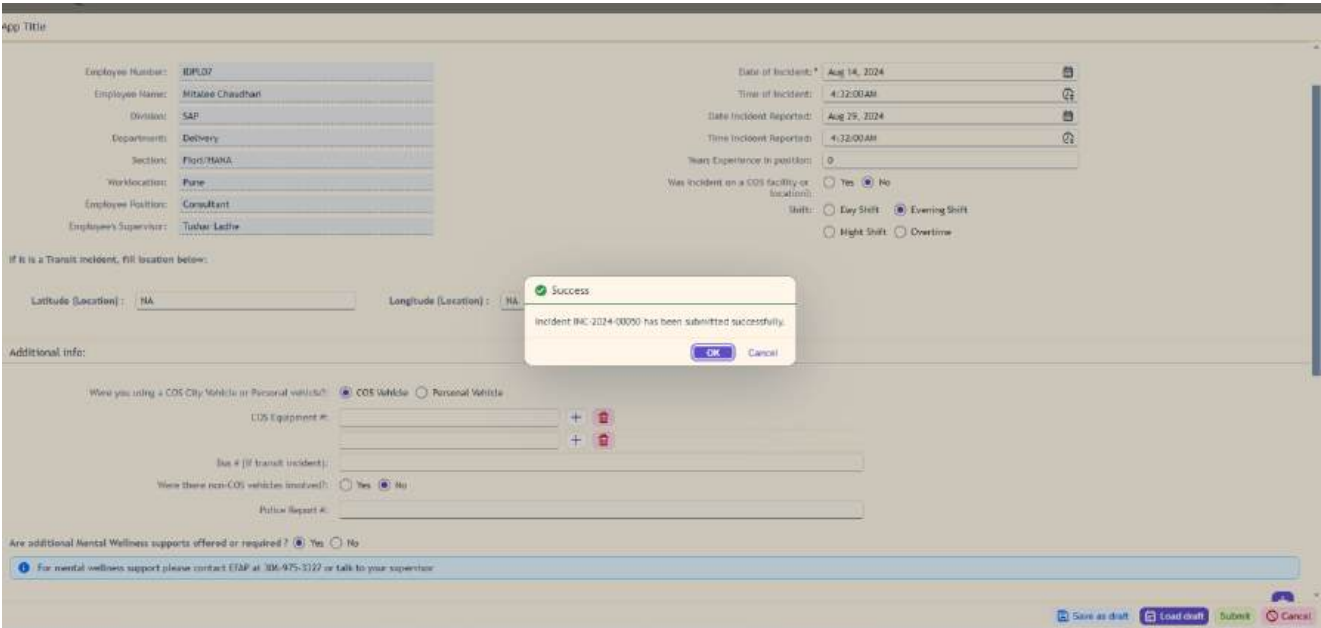 App Title
Employee Number: IDPL07
Employee Name: Mitalee Chaudhari
Division: SAP
Department: Delivery
Section: Fiori/HANA
Worklocation: Pune
Employee Position: Consultant
Employee's Supervisor: Tushar Ladhe
Date of Incident: * Aug 14, 2024
Time of Incident: 4:32:00 AM
Date Incident Reported: Aug 29, 2024
Time Incident Reported: 4:32:00 AM
Years Experience in position: 0
Was incident on a COS facility or
location?: Yes No
Shift: Day Shift Evening Shift
Night Shift Overtime
If it is a Transit incident, fill location below:
Latitude (Location) : NA Longitude (Location) : NA
Success
Incident INC-2024-00050 has been submitted successfully.
OK Cancel
Additional info:
Were you using a COS City Vehicle or Personal vehicle?: COS Vehicle Personal Vehicle
COS Equipment #:
Bus # (If transit incident):
Were there non-COS vehicles involved?: Yes No
Police Report #:
Are additional Mental Wellness supports offered or required ? Yes No
For mental wellness support please contact EFAP at 306-975-3327 or talk to your supervisor
Save as draft Load draft Submit Cancel